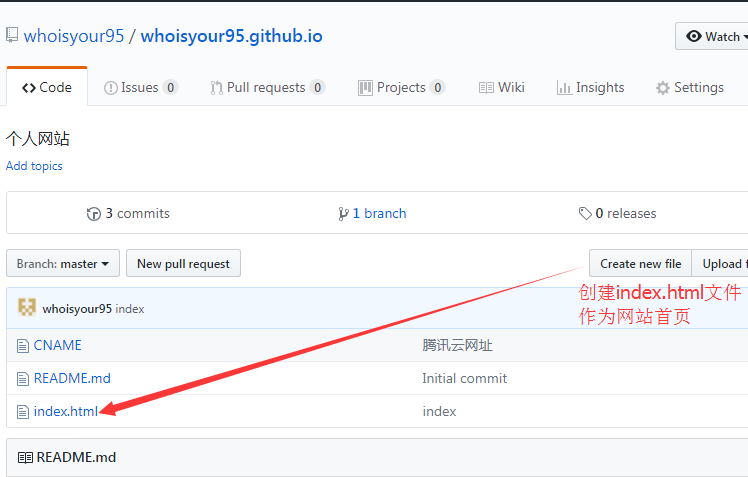 whoisyour95 / whoisyour95.github.io
Watch
Code
Issues 0
Pull requests 0
Projects 0
Wiki
Insights
Settings
个人网站
Add topics
3 commits
1 branch
0 releases
Branch: master
New pull request
Create new file
Upload f
创建index.html文件
作为网站首页
whoisyour95 index
CNAME
腾讯云网址
README.md
Initial commit
index.html
index
README.md